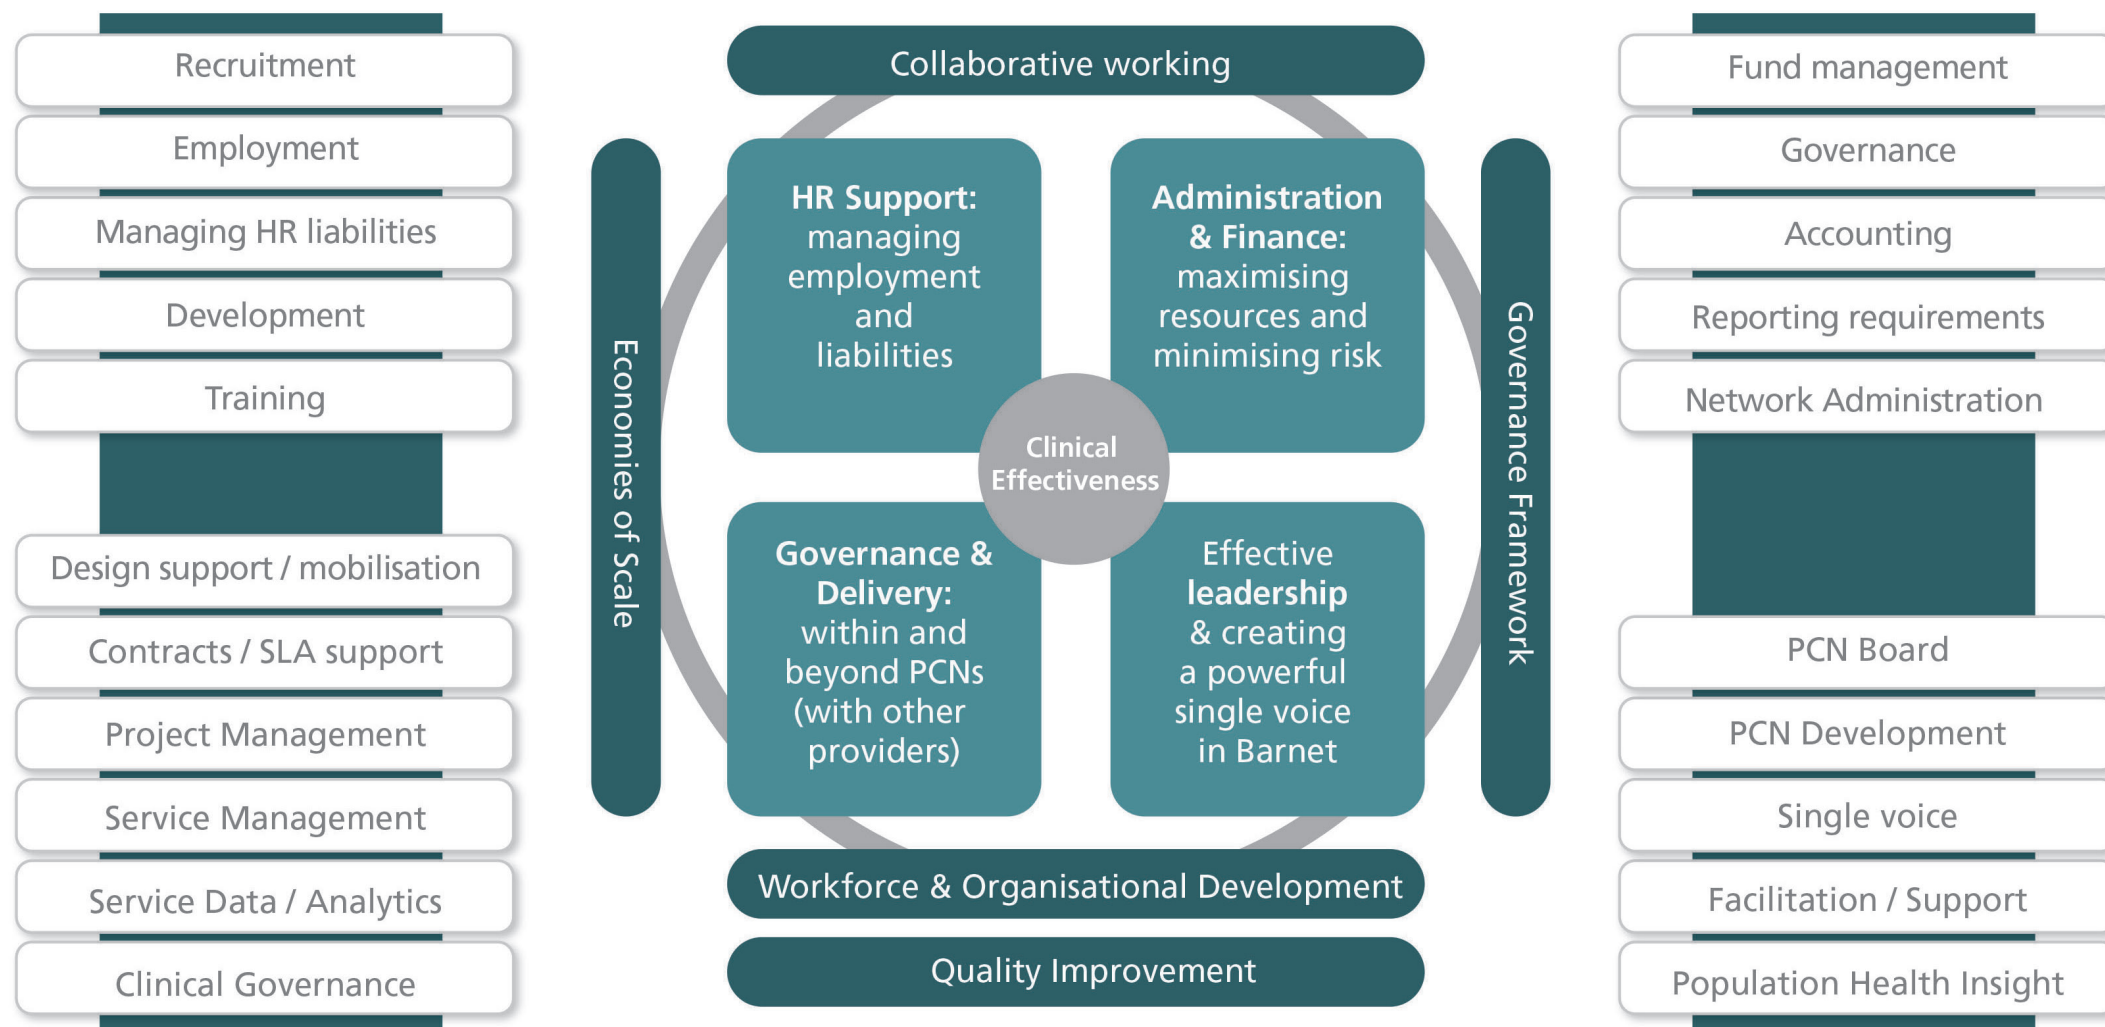 Recruitment
Employment
Managing HR liabilities
Development
Training
Design support / mobilisation
Contracts / SLA support
Project Management
Service Management
Service Data / Analytics
Clinical Governance
Collaborative working
Economies of Scale
HR Support:
managing
employment
and
liabilities
Administration
& Finance:
maximising
resources and
minimising risk
Clinical
Effectiveness
Governance &
Delivery:
within and
beyond PCNs
(with other
providers)
Effective
leadership
& creating
a powerful
single voice
in Barnet
Governance Framework
Workforce & Organisational Development
Quality Improvement
Fund management
Governance
Accounting
Reporting requirements
Network Administration
PCN Board
PCN Development
Single voice
Facilitation / Support
Population Health Insight